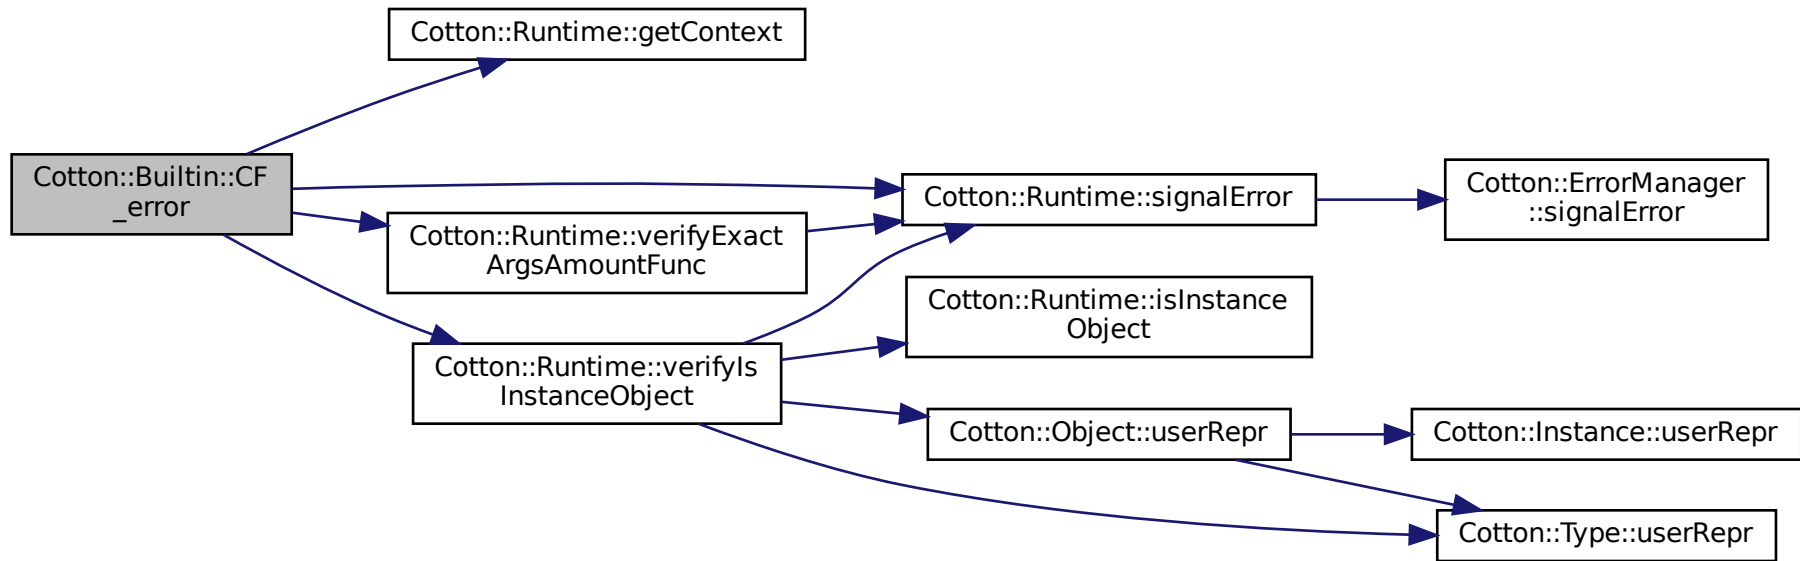 Cotton::Runtime::getContext
Cotton::Builtin::CF
_error
Cotton::Runtime::signalError
Cotton::ErrorManager
::signalError
Cotton::Runtime::verifyExact
ArgsAmountFunc
Cotton::Runtime::isInstance
Object
Cotton::Runtime::verifyIs
InstanceObject
Cotton::Object::userRepr
Cotton::Instance::userRepr
Cotton::Type::userRepr